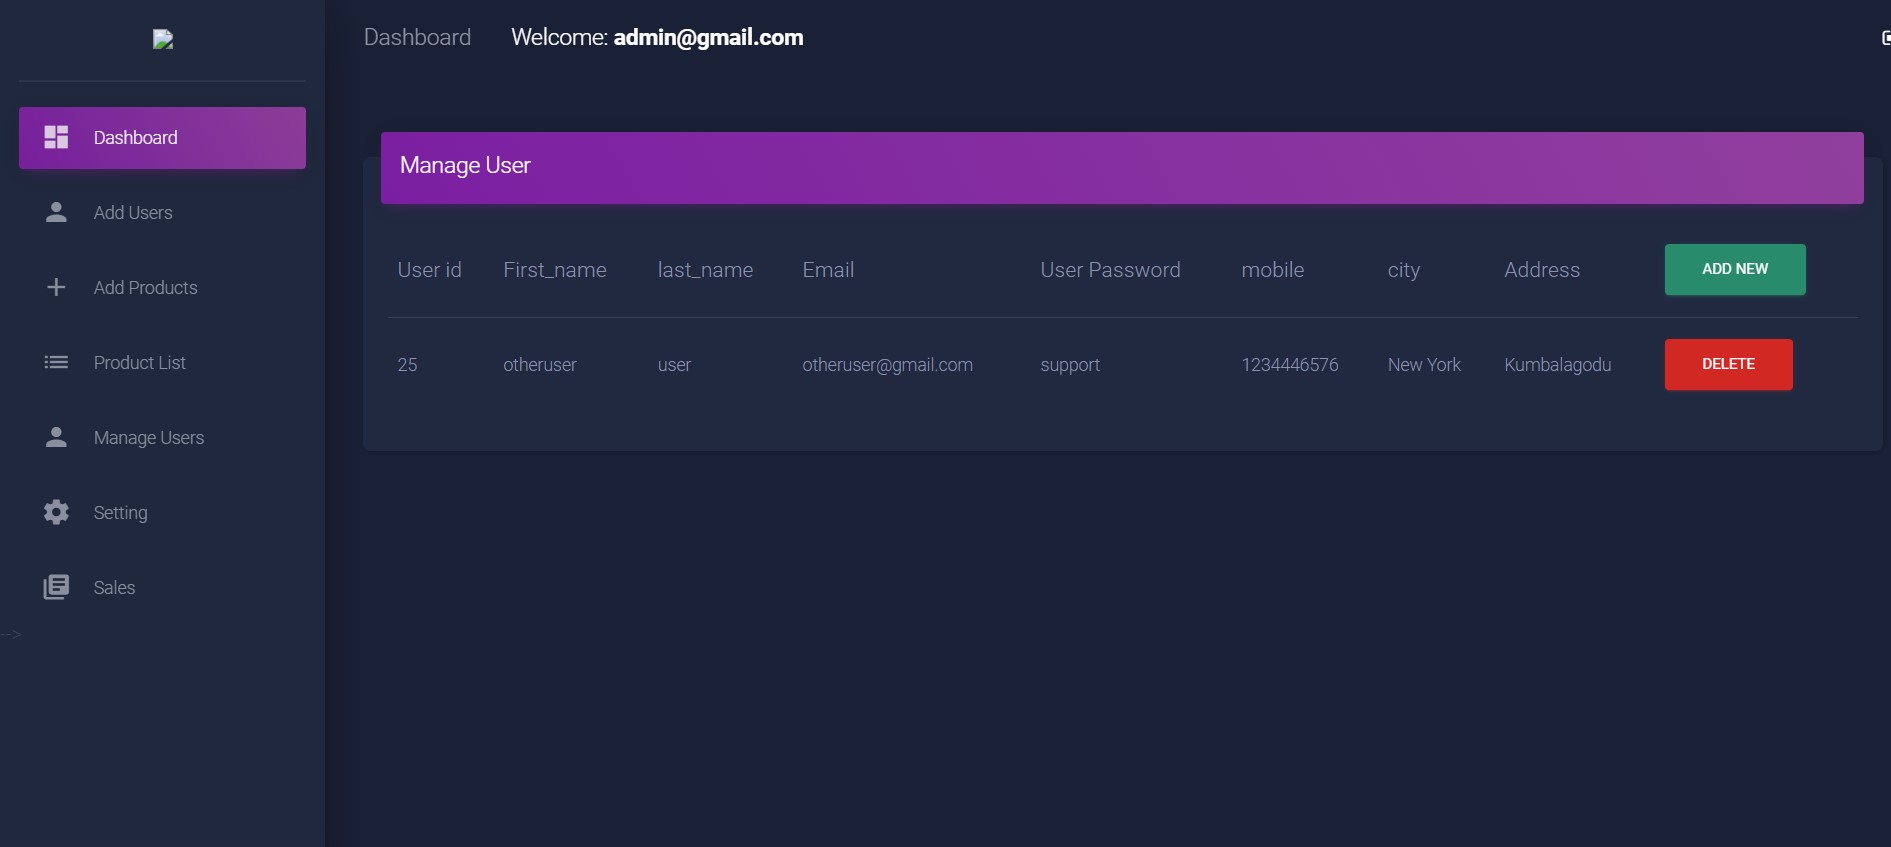 Dashboard Welcome: admin@gmail.com
Dashboard
Add Users
Add Products
Product List
Manage Users
Setting
Sales
-->
Manage User
User id First_name last_name Email User Password mobile city Address ADD NEW
25 otheruser user otheruser@gmail.com support 1234446576 New York Kumbalagodu DELETE